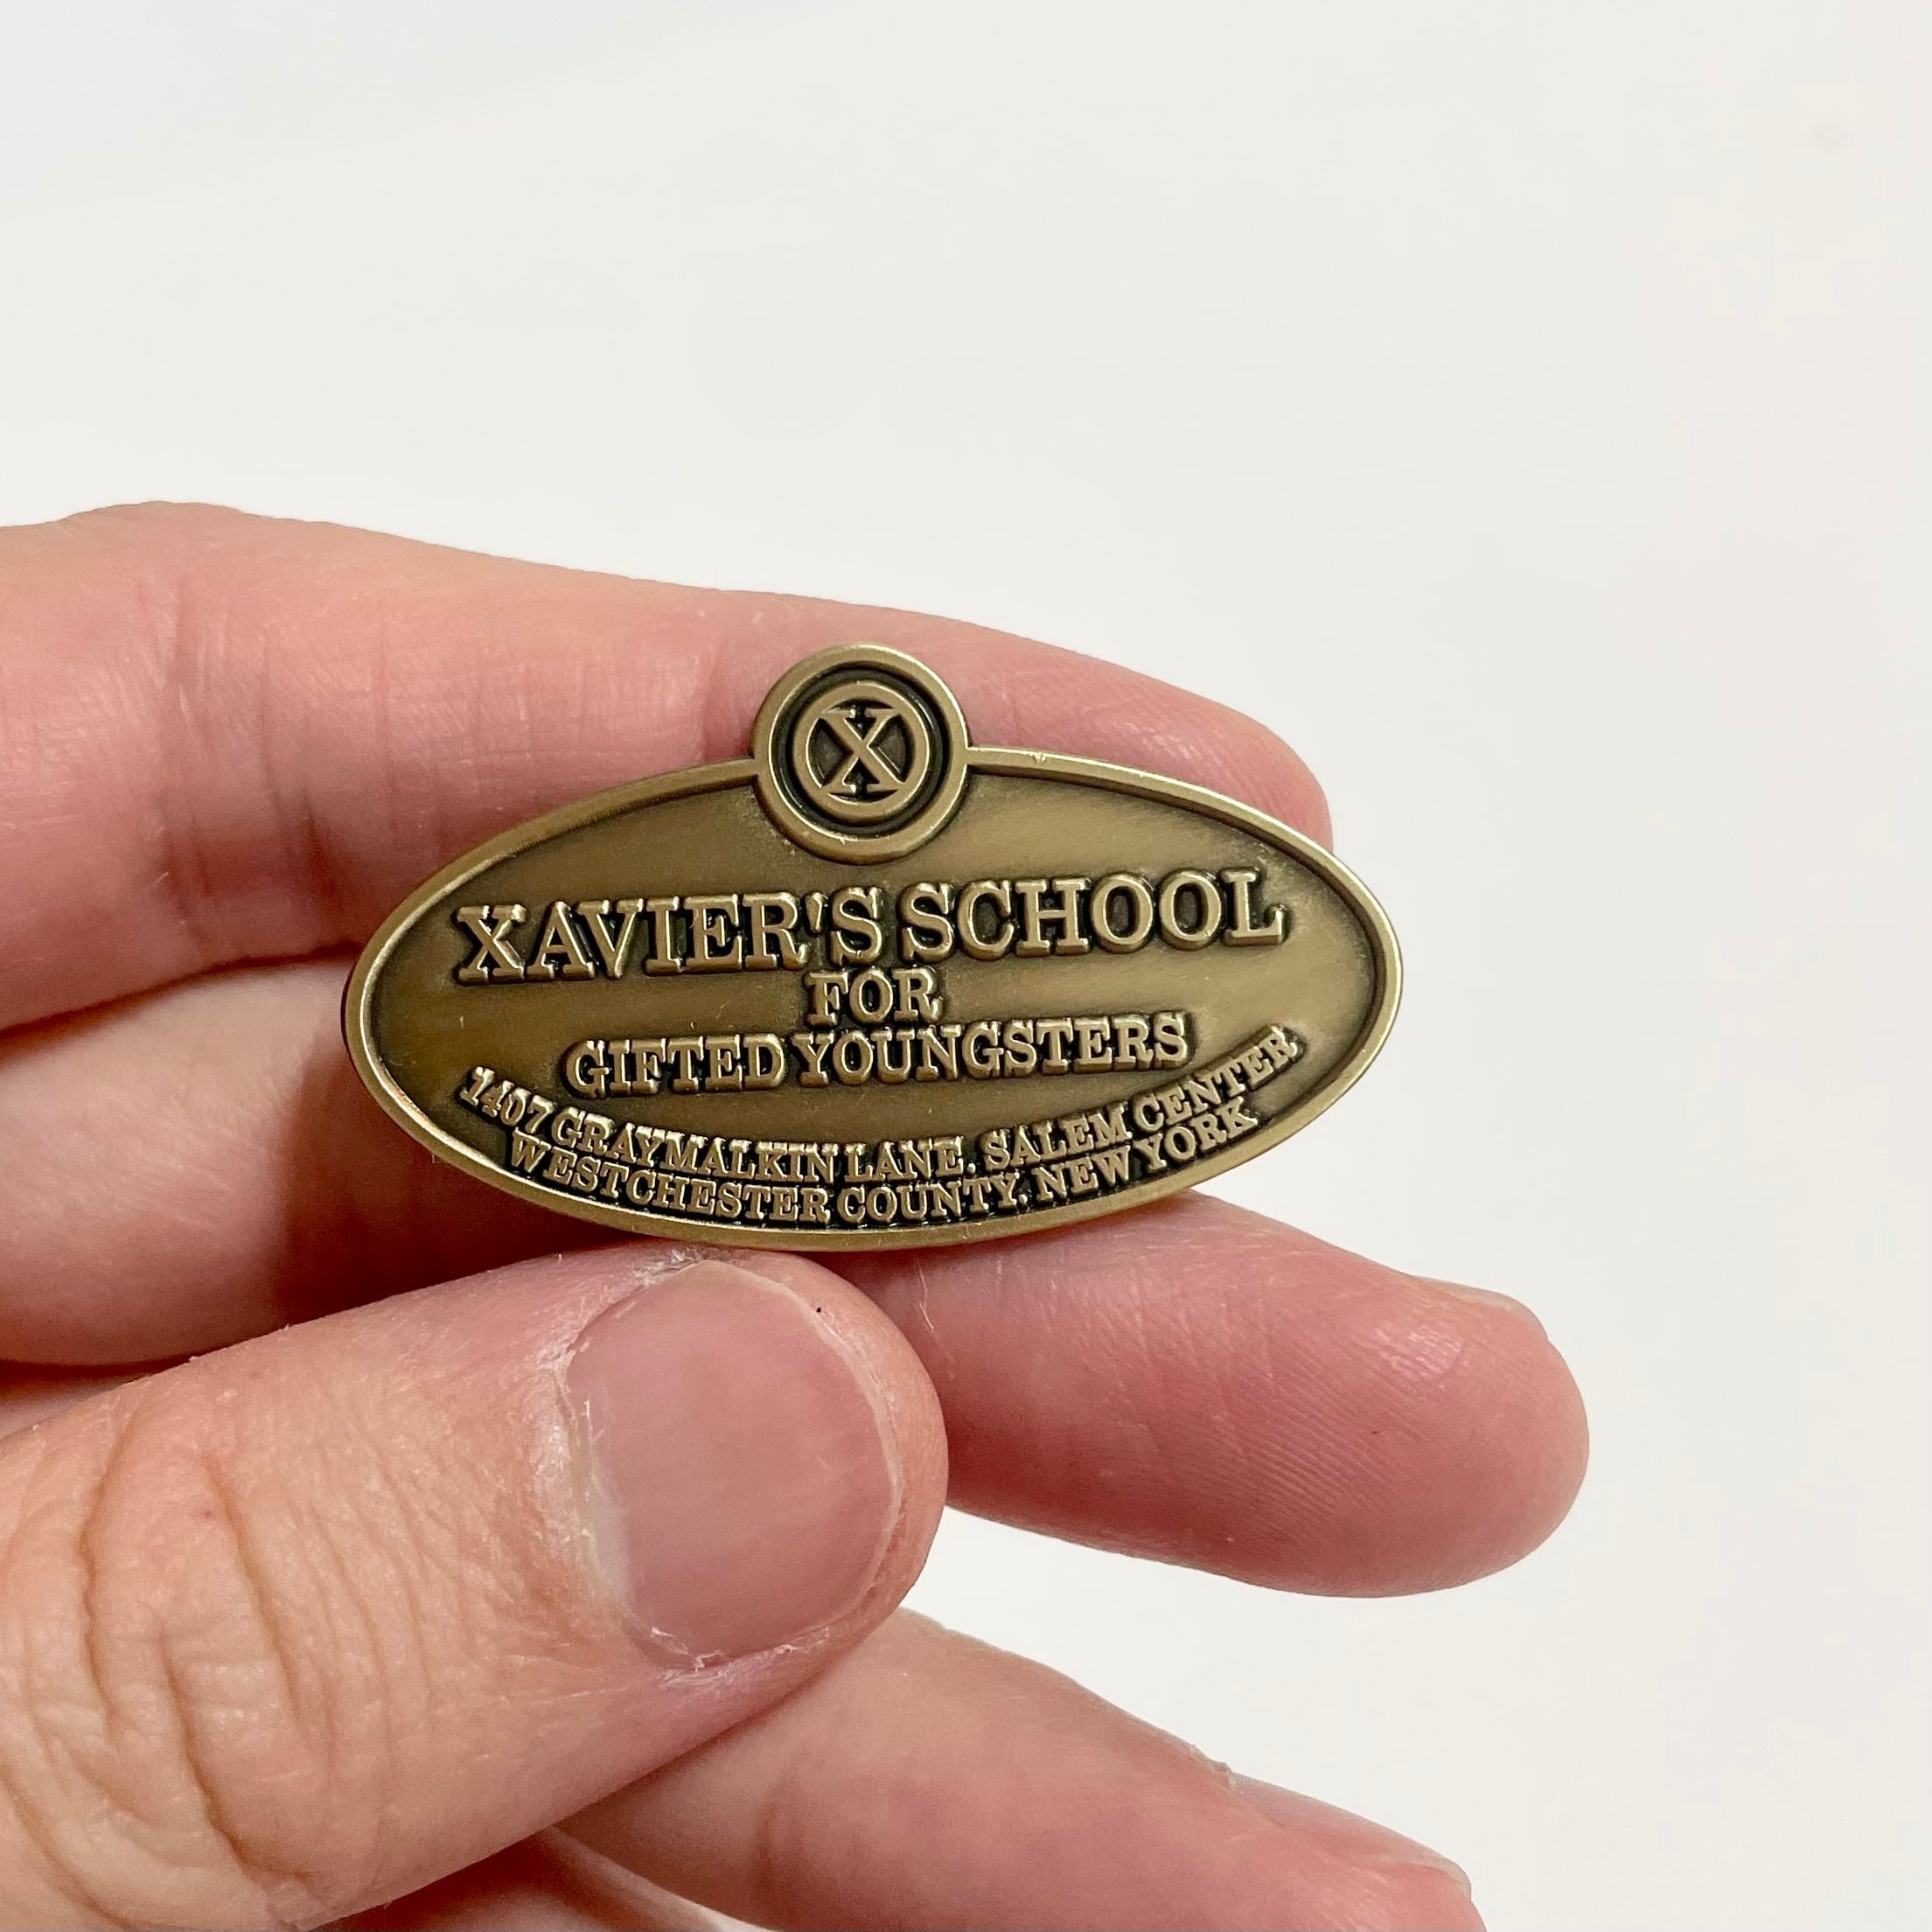 X
XAVIER'S SCHOOL
FOR
GIFTED YOUNGSTERS
1407 GRAYMALKIN LANE. SALEM CENTER
WESTCHESTER COUNTY. NEW YORK